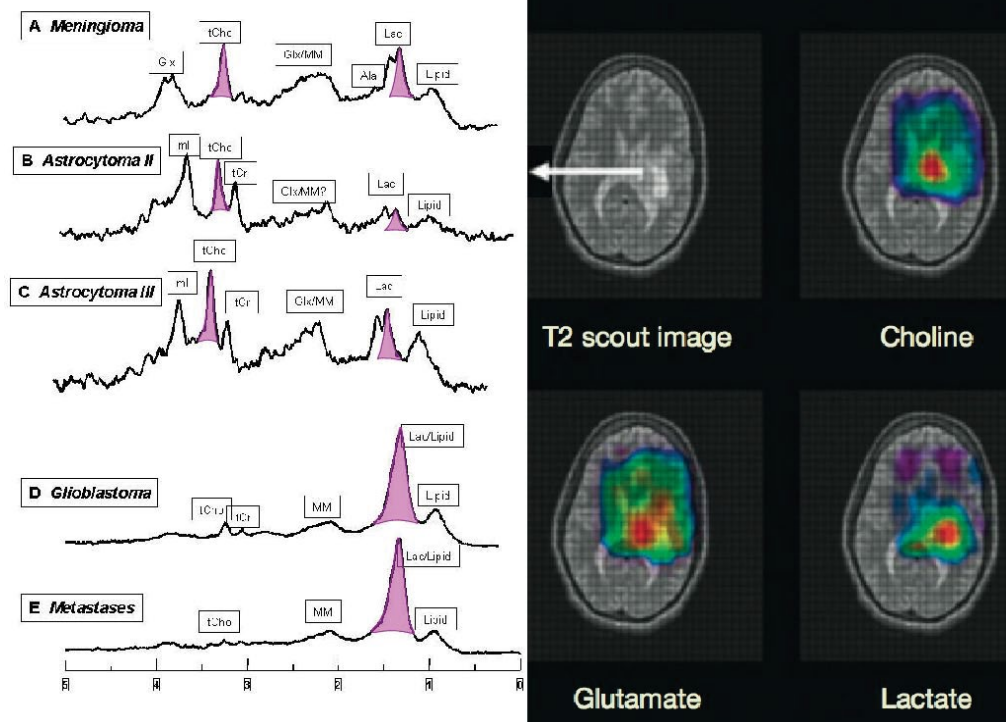 A Meningioma
tCho
Glx
Glx/MM
Ala
Lac
Lipid
B Astrocytoma II
mI
tCho
tCr
Glx/MM?
Lac
Lipid
C Astrocytoma III
mI
tCho
tCr
Glx/MM
Lac
Lipid
D Glioblastoma
tCho
tCr
MM
Lac/Lipid
Lipid
E Metastases
tCho
MM
Lac/Lipid
Lipid
5 4 3 2 1 0
T2 scout image
Choline
Glutamate
Lactate